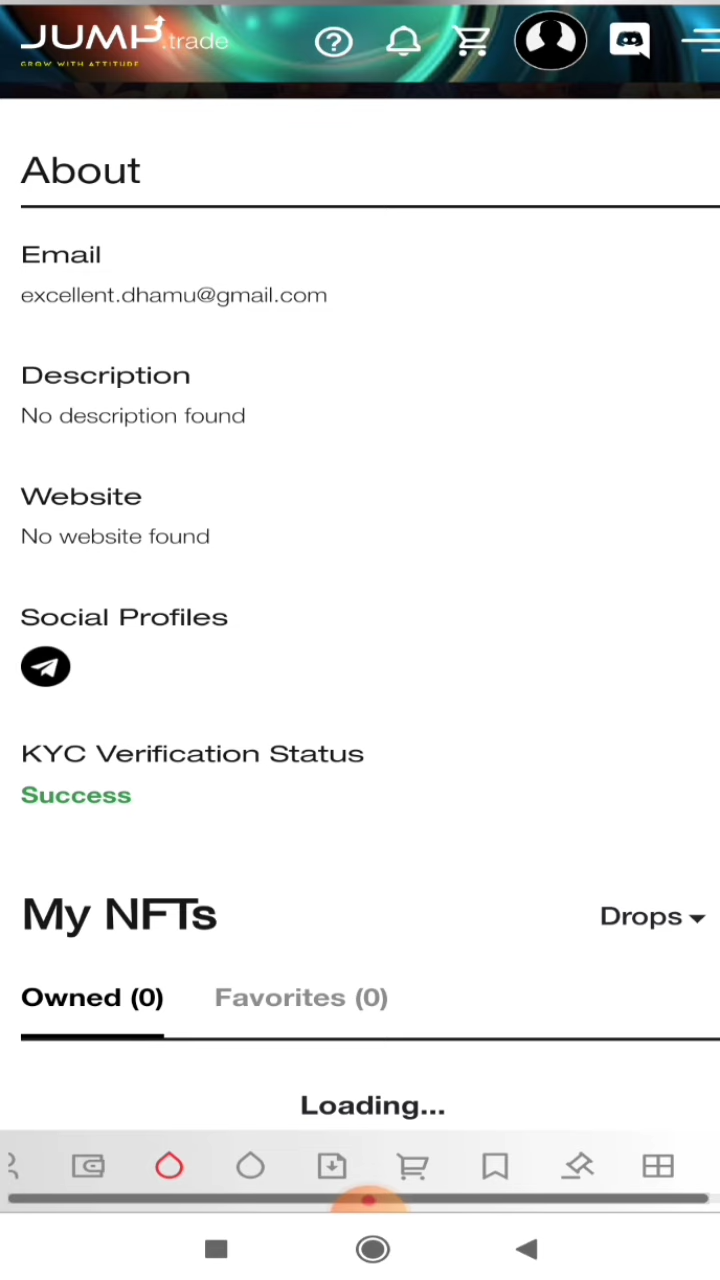 JUMP.trade
GROW WITH ATTITUDE
About
Email
excellent.dhamu@gmail.com
Description
No description found
Website
No website found
Social Profiles
KYC Verification Status
Success
My NFTs
Drops
Owned (0) Favorites (0)
Loading...